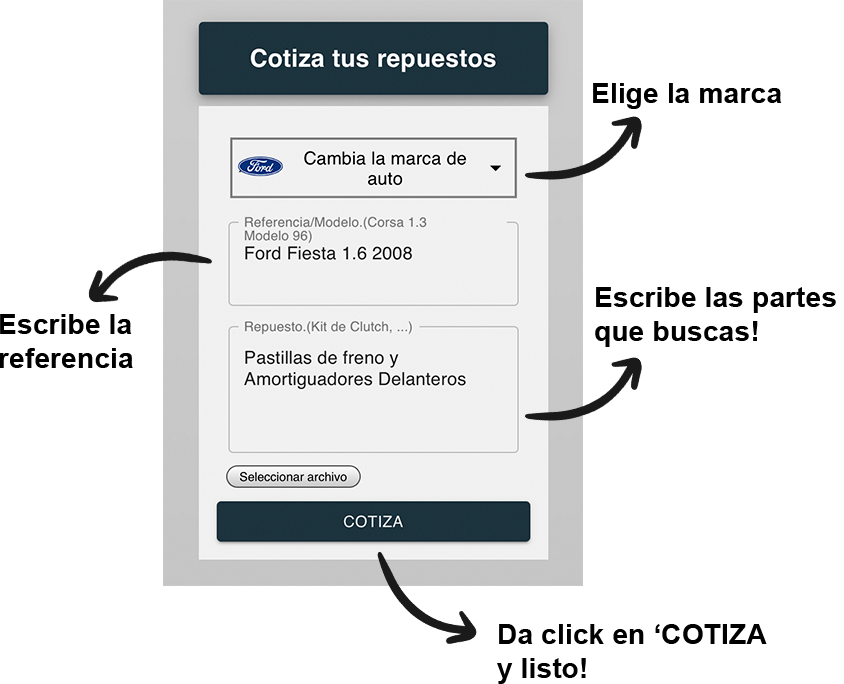 Cotiza tus repuestos
Elige la marca
Ford
Cambia la marca de
auto
Referencia/Modelo.(Corsa 1.3
Modelo 96)
Ford Fiesta 1.6 2008
Escribe la
referencia
Escribe las partes
que buscas!
Repuesto.(Kit de Clutch, ...)
Pastillas de freno y
Amortiguadores Delanteros
Seleccionar archivo
COTIZA
Da click en ‘COTIZA
y listo!